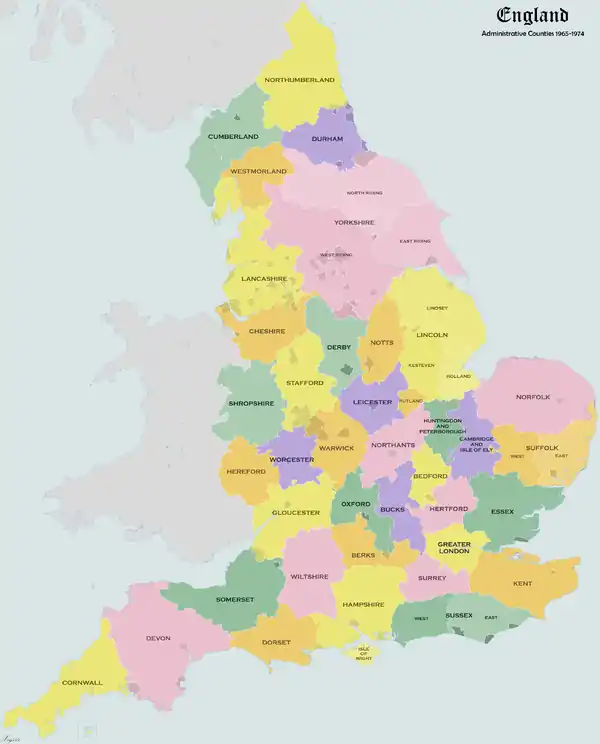 England
Administrative Counties 1965-1974
NORTHUMBERLAND
CUMBERLAND
DURHAM
WESTMORLAND
NORTH RIDING
YORKSHIRE
EAST RIDING
WEST RIDING
LANCASHIRE
LINDSEY
CHESHIRE
LINCOLN
DERBY
NOTTS
KESTEVEN
HOLLAND
STAFFORD
NORFOLK
SHROPSHIRE
LEICESTER
RUTLAND
HUNTINGDON
AND
PETERBOROUGH
CAMBRIDGE
AND
ISLE OF ELY
SUFFOLK
WEST
EAST
WARWICK
NORTHANTS
WORCESTER
HEREFORD
BEDFORD
OXFORD
BUCKS
HERTFORD
ESSEX
GLOUCESTER
GREATER
LONDON
BERKS
WILTSHIRE
SURREY
KENT
SOMERSET
HAMPSHIRE
WEST
SUSSEX
EAST
DEVON
DORSET
ISLE
OF
WIGHT
CORNWALL